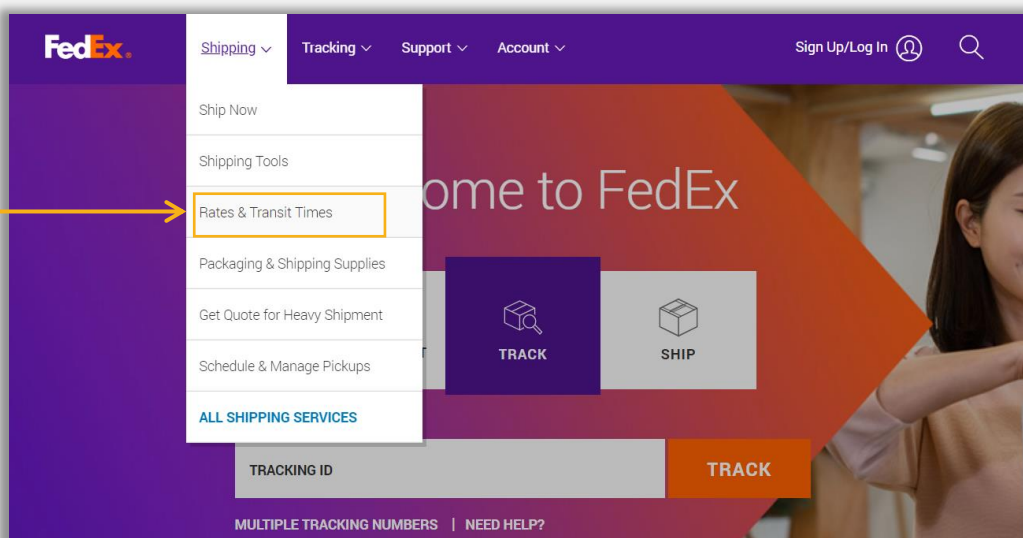 FedEx®
Shipping
Tracking
Support
Account
Sign Up/Log In
Ship Now
Shipping Tools
Rates & Transit Times
Packaging & Shipping Supplies
Get Quote for Heavy Shipment
Schedule & Manage Pickups
ALL SHIPPING SERVICES
ome to FedEx
T
TRACK
SHIP
TRACKING ID
TRACK
MULTIPLE TRACKING NUMBERS | NEED HELP?